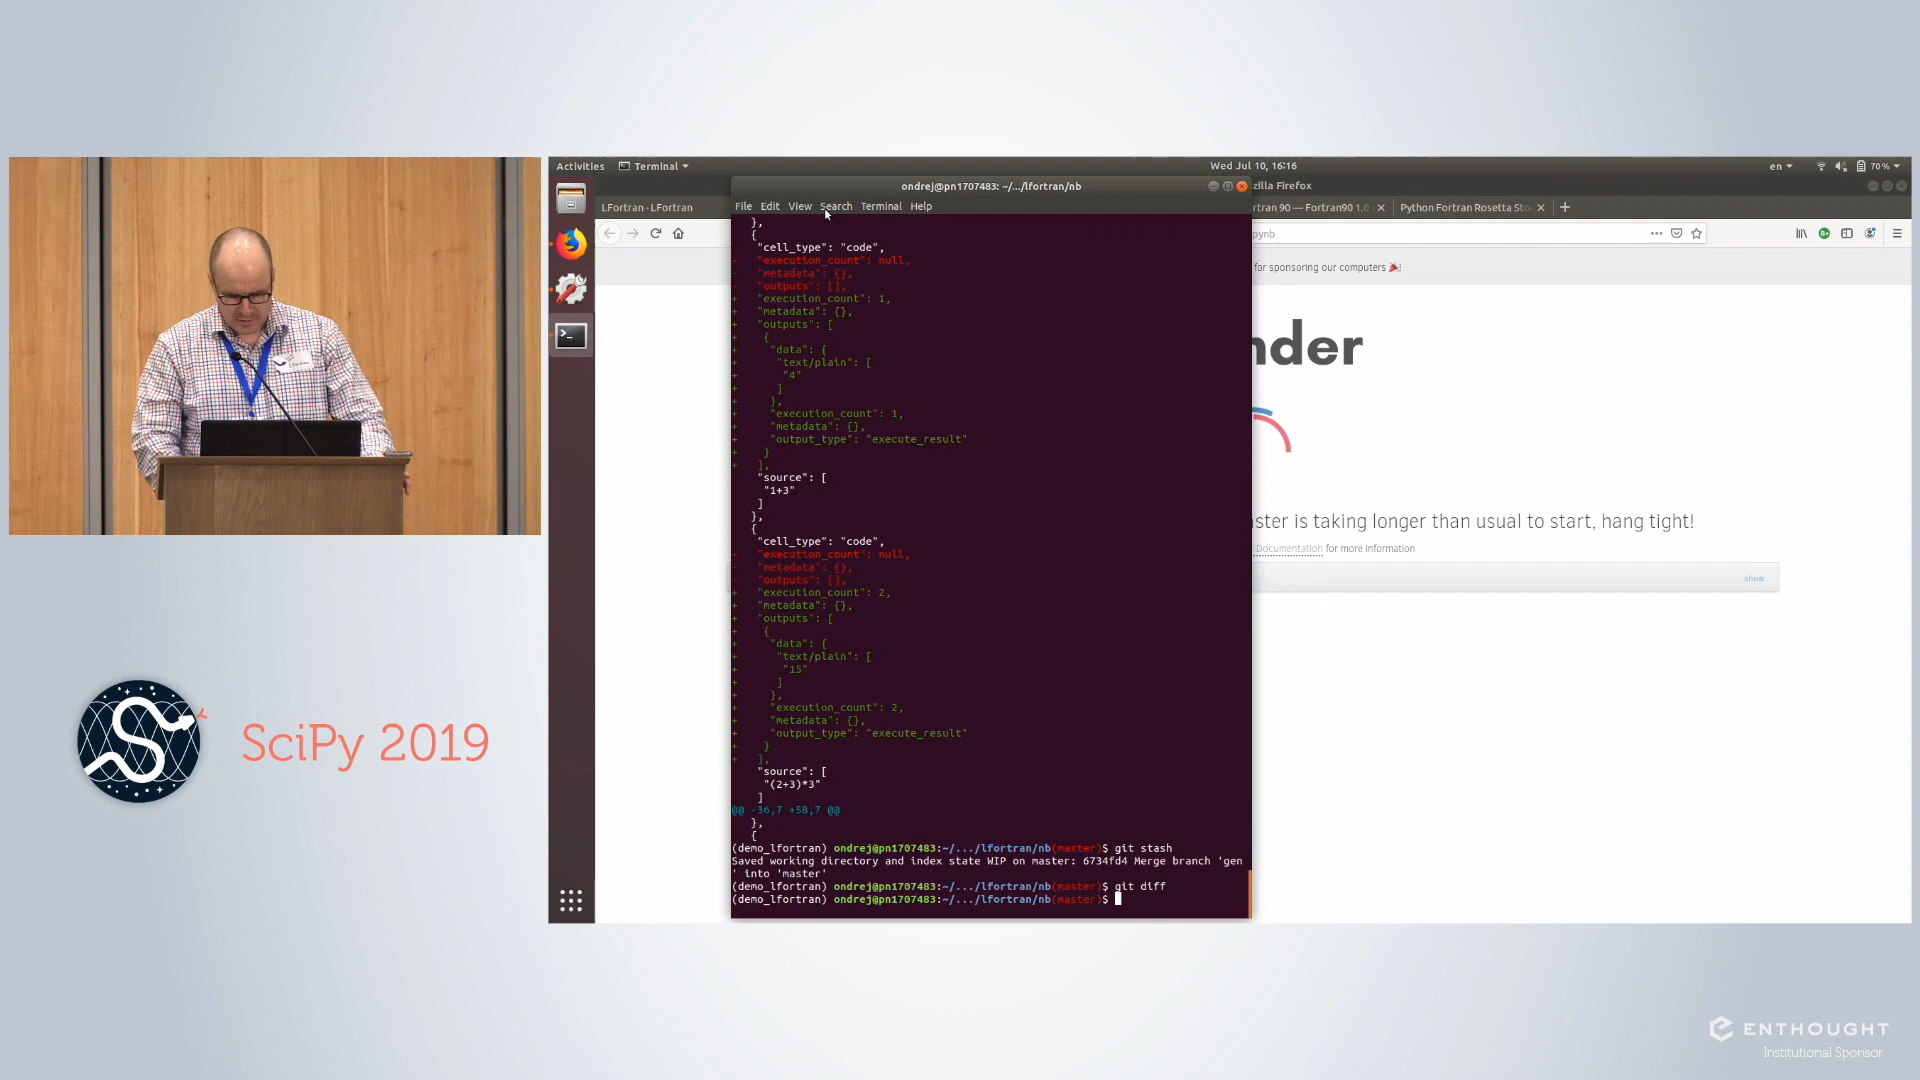 Activities
Terminal
Wed Jul 10, 16:16
en
70%
ondrej@pn1707483: ~/.../lfortran/nb
zilla Firefox
File Edit View Search Terminal Help
LFortran - LFortran
rtran 90 — Fortran90 1.0
Python Fortran Rosetta Sto
pynb
for sponsoring our computers
nder
ster is taking longer than usual to start, hang tight!
Documentation for more information
show
},
{
"cell_type": "code",
- "execution_count": null,
- "metadata": {},
- "outputs": [],
+ "execution_count": 1,
+ "metadata": {},
+ "outputs": [
+ {
+ "data": {
+ "text/plain": [
+ "4"
+ ]
+ },
+ "execution_count": 1,
+ "metadata": {},
+ "output_type": "execute_result"
+ }
+ ],
"source": [
"1+3"
]
},
{
"cell_type": "code",
- "execution_count": null,
- "metadata": {},
- "outputs": [],
+ "execution_count": 2,
+ "metadata": {},
+ "outputs": [
+ {
+ "data": {
+ "text/plain": [
+ "15"
+ ]
+ },
+ "execution_count": 2,
+ "metadata": {},
+ "output_type": "execute_result"
+ }
+ ],
"source": [
"(2+3)*3"
]
@@ -36,7 +58,7 @@
},
{
(demo_lfortran) ondrej@pn1707483:~/.../lfortran/nb(master)$ git stash
Saved working directory and index state WIP on master: 6734fd4 Merge branch 'gen
' into 'master'
(demo_lfortran) ondrej@pn1707483:~/.../lfortran/nb(master)$ git diff
(demo_lfortran) ondrej@pn1707483:~/.../lfortran/nb(master)$
SciPy 2019
ENTHOUGHT
Institutional Sponsor